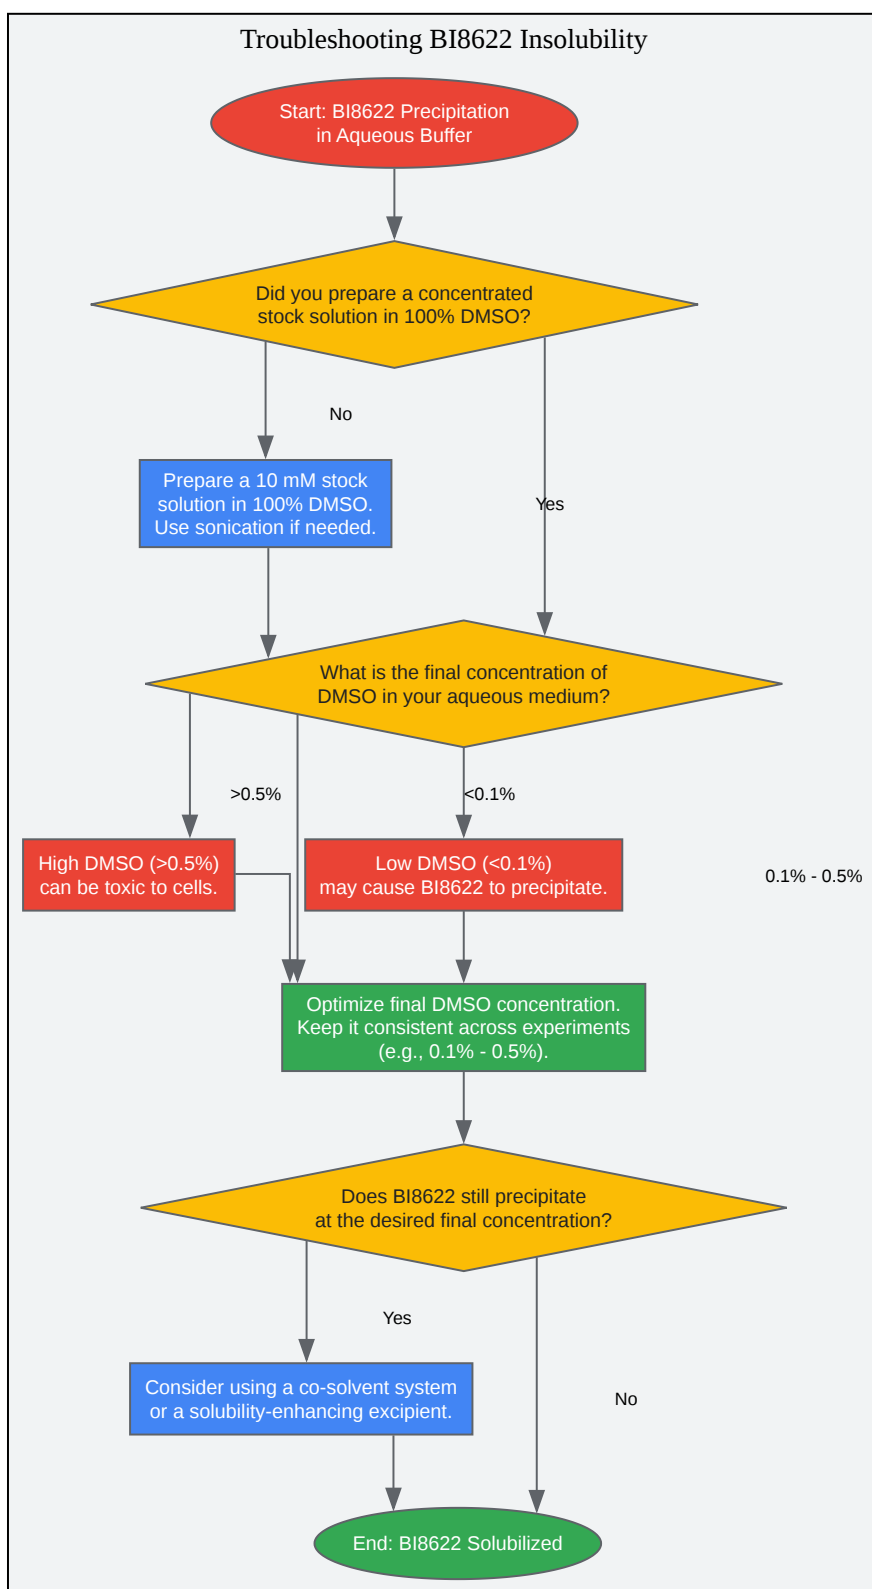 Troubleshooting BI8622 Insolubility
Start: BI8622 Precipitation
in Aqueous Buffer
Did you prepare a concentrated
stock solution in 100% DMSO?
No
Prepare a 10 mM stock
solution in 100% DMSO.
Use sonication if needed.
Yes
What is the final concentration of
DMSO in your aqueous medium?
>0.5%
<0.1%
High DMSO (>0.5%)
can be toxic to cells.
Low DMSO (<0.1%)
may cause BI8622 to precipitate.
0.1% - 0.5%
Optimize final DMSO concentration.
Keep it consistent across experiments
(e.g., 0.1% - 0.5%).
Does BI8622 still precipitate
at the desired final concentration?
Yes
Consider using a co-solvent system
or a solubility-enhancing excipient.
No
End: BI8622 Solubilized